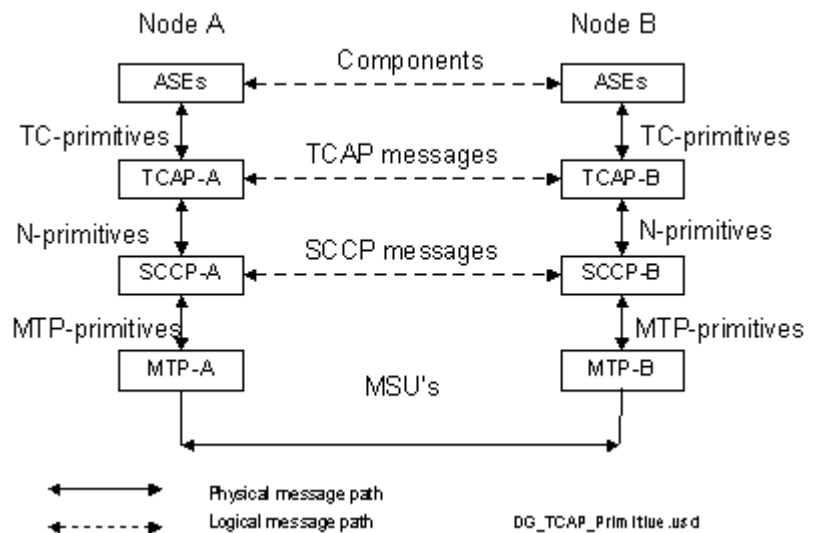 Node A Node B
Components
ASEs ASEs
TC-primitives TC-primitives
TCAP messages
TCAP-A TCAP-B
N-primitives N-primitives
SCCP messages
SCCP-A SCCP-B
MTP-primitives MTP-primitives
MTP-A MTP-B
MSU's
Physical message path
Logical message path DG_TCAP_Primitive.vsd